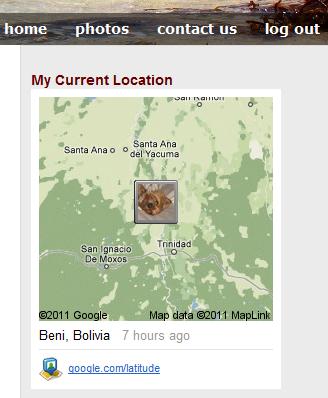 home photos contact us log out
My Current Location
San Ramon
Santa Ana
Santa Ana
del Yacuma
San Ignacio
De Moxos
Trinidad
©2011 Google Map data ©2011 MapLink
Beni, Bolivia 7 hours ago
google.com/latitude